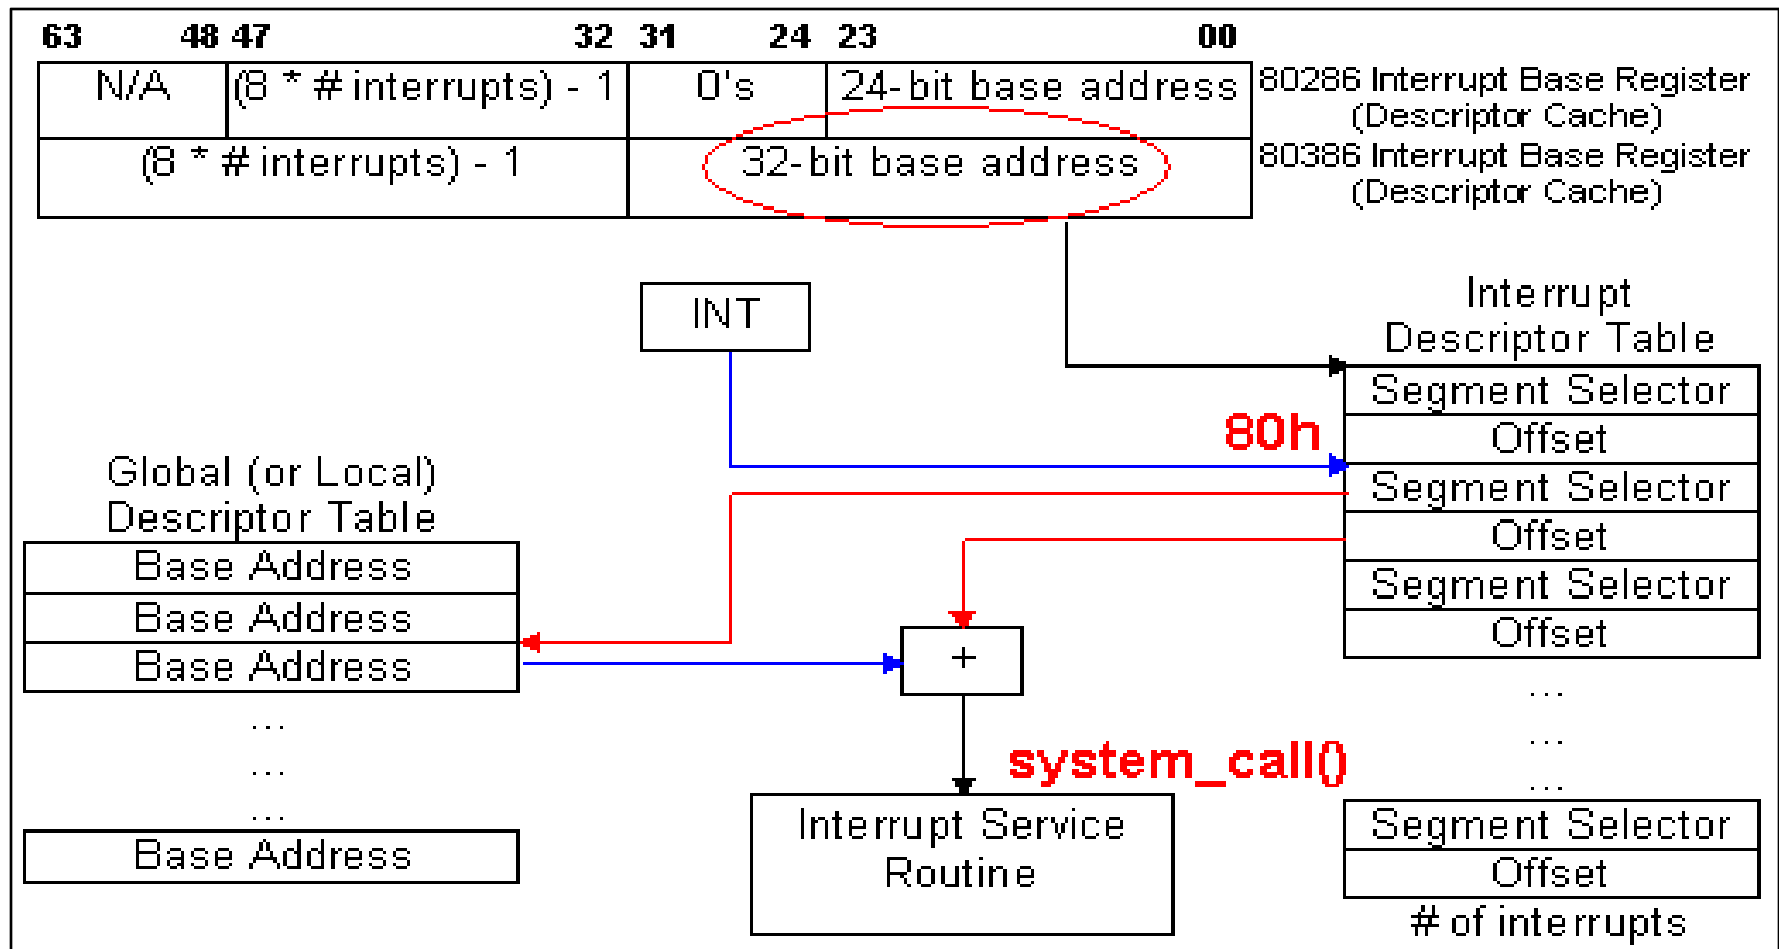 63 48 47 32 31 24 23 00
N/A (8 * # interrupts) - 1 0's 24-bit base address
80286 Interrupt Base Register
(Descriptor Cache)
(8 * # interrupts) - 1 32-bit base address
80386 Interrupt Base Register
(Descriptor Cache)
INT
Interrupt
Descriptor Table
Segment Selector
80h
Offset
Global (or Local)
Descriptor Table
Segment Selector
Offset
Base Address
Segment Selector
Base Address
Offset
Base Address
+
...
...
...
...
...
...
system_call()
Interrupt Service
Routine
Segment Selector
Base Address
Offset
# of interrupts